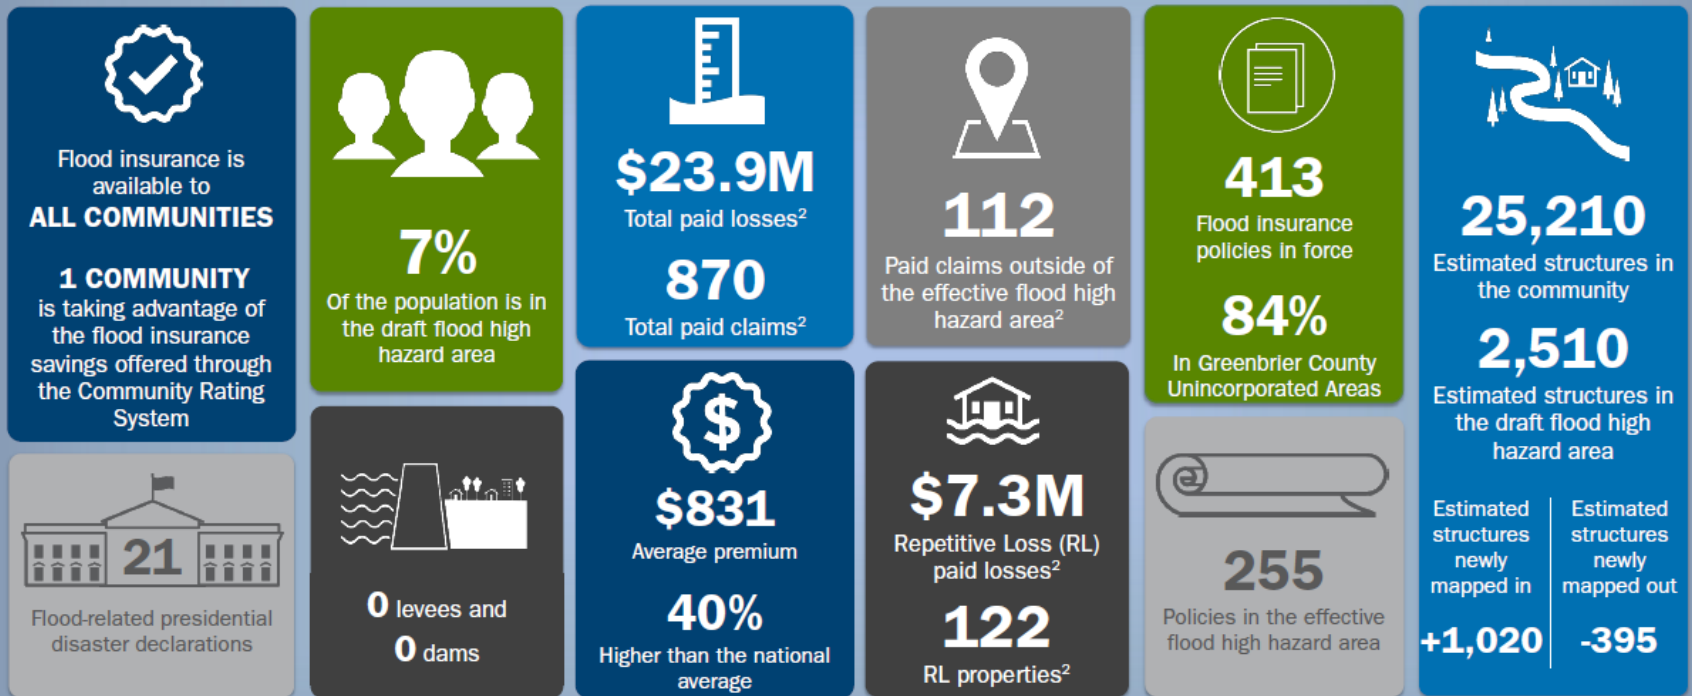 Flood insurance is
available to
ALL COMMUNITIES
1 COMMUNITY
is taking advantage of
the flood insurance
savings offered through
the Community Rating
System
21
Flood-related presidential
disaster declarations
7%
Of the population is in
the draft flood high
hazard area
0 levees and
0 dams
$23.9M
Total paid losses²
870
Total paid claims²
$
$831
Average premium
40%
Higher than the national
average
112
Paid claims outside of
the effective flood high
hazard area²
$7.3M
Repetitive Loss (RL)
paid losses²
122
RL properties²
413
Flood insurance
policies in force
84%
In Greenbrier County
Unincorporated Areas
255
Policies in the effective
flood high hazard area
25,210
Estimated structures in
the community
2,510
Estimated structures in
the draft flood high
hazard area
Estimated
structures
newly
mapped in
+1,020
Estimated
structures
newly
mapped out
-395